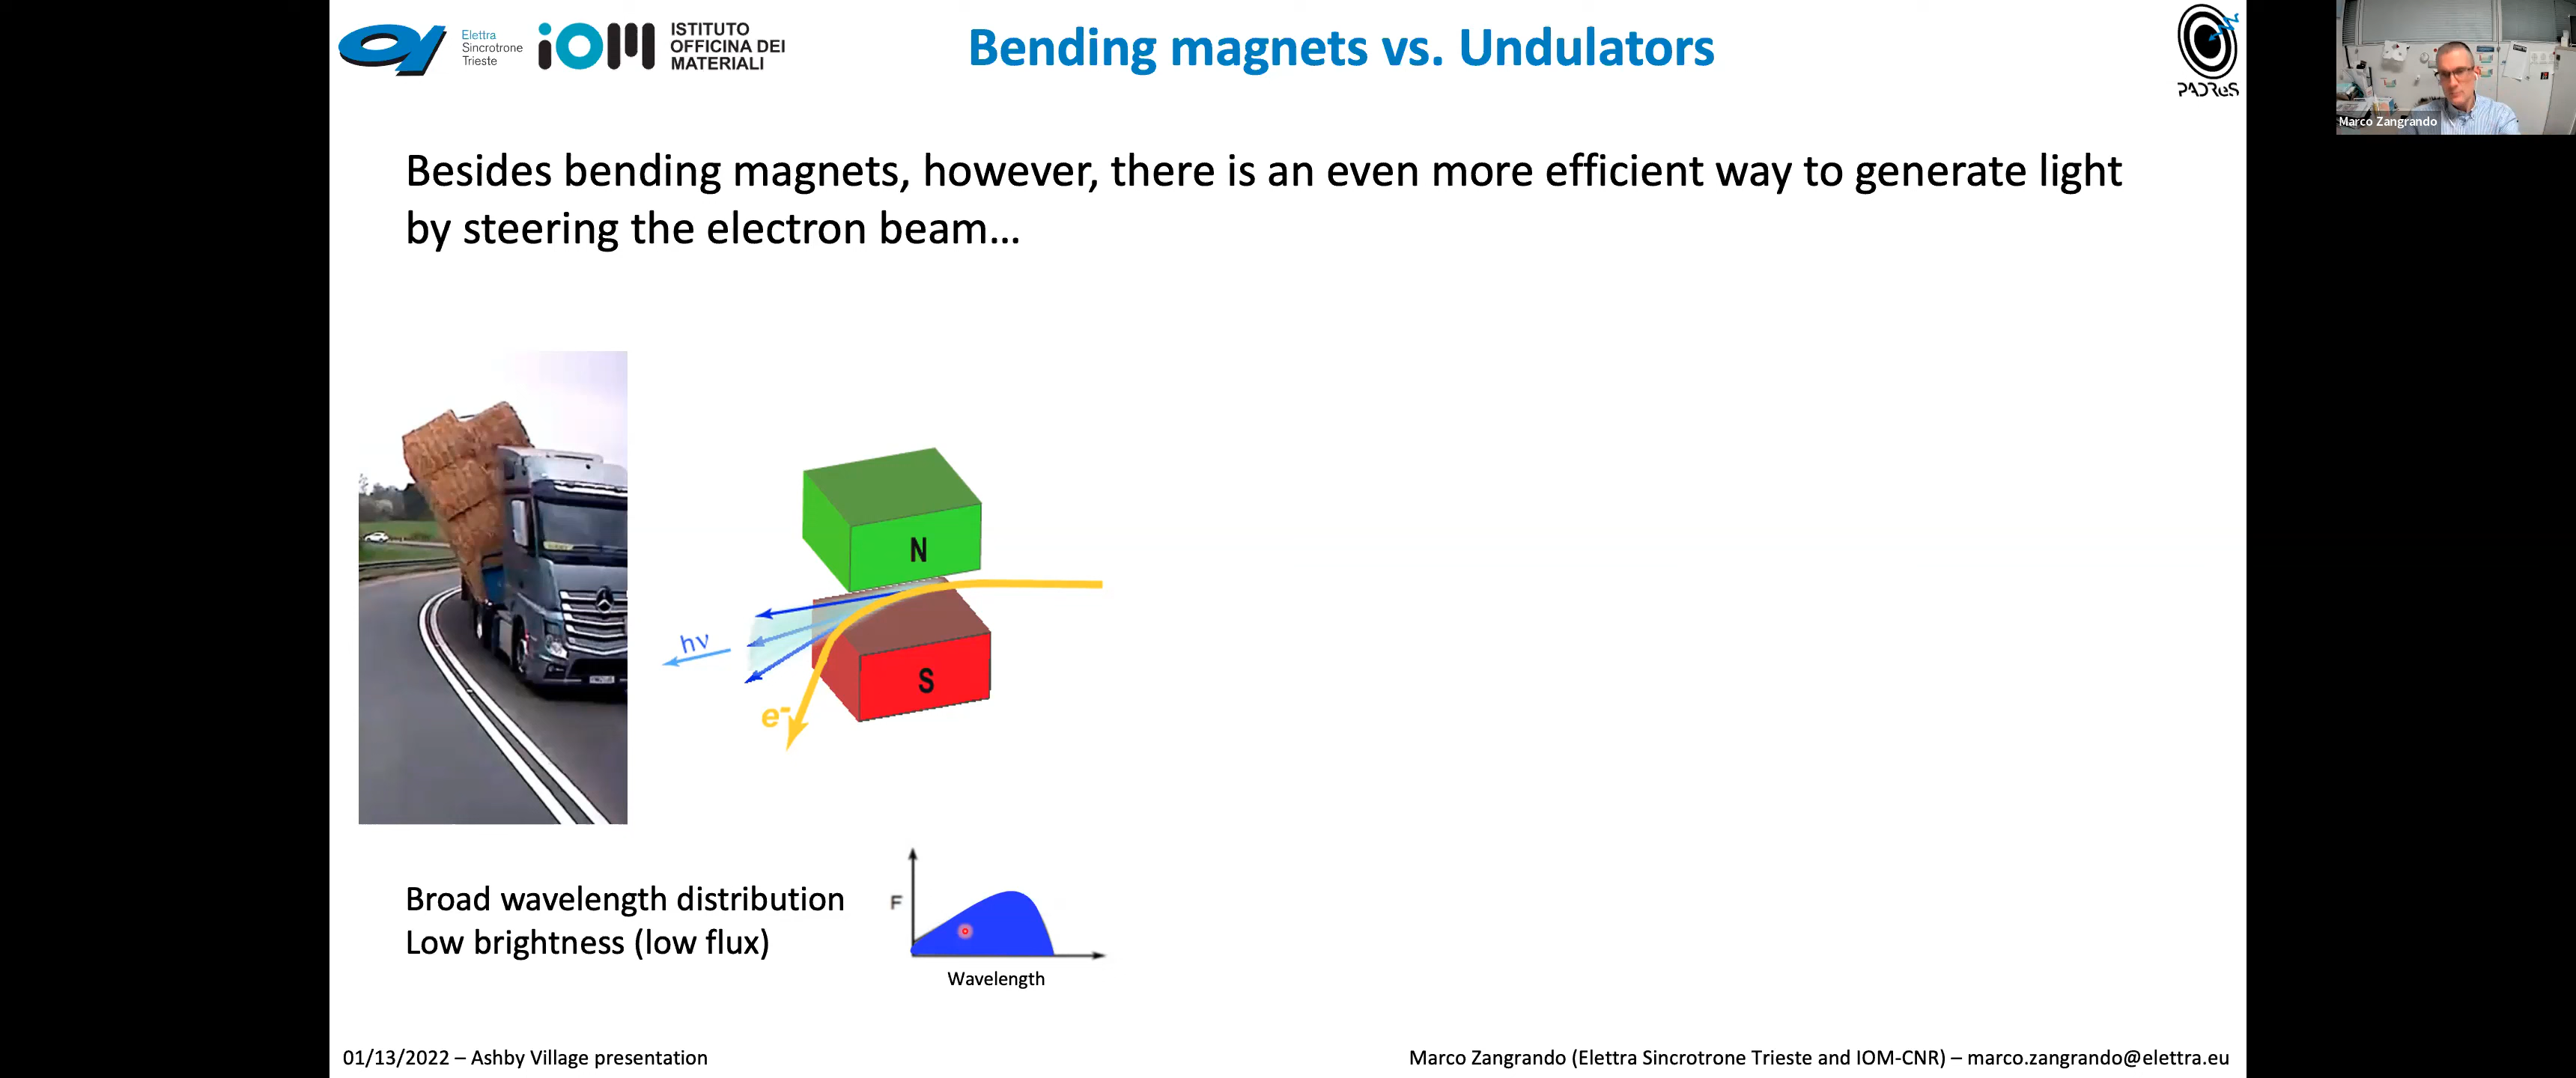 Elettra
Sincrotrone
Trieste
iOM
ISTITUTO
OFFICINA DEI
MATERIALI
Bending magnets vs. Undulators
PADReS
Marco Zangrando
Besides bending magnets, however, there is an even more efficient way to generate light
by steering the electron beam…
N
S
hν
e-
Broad wavelength distribution
Low brightness (low flux)
F
Wavelength
01/13/2022 – Ashby Village presentation
Marco Zangrando (Elettra Sincrotrone Trieste and IOM-CNR) – marco.zangrando@elettra.eu